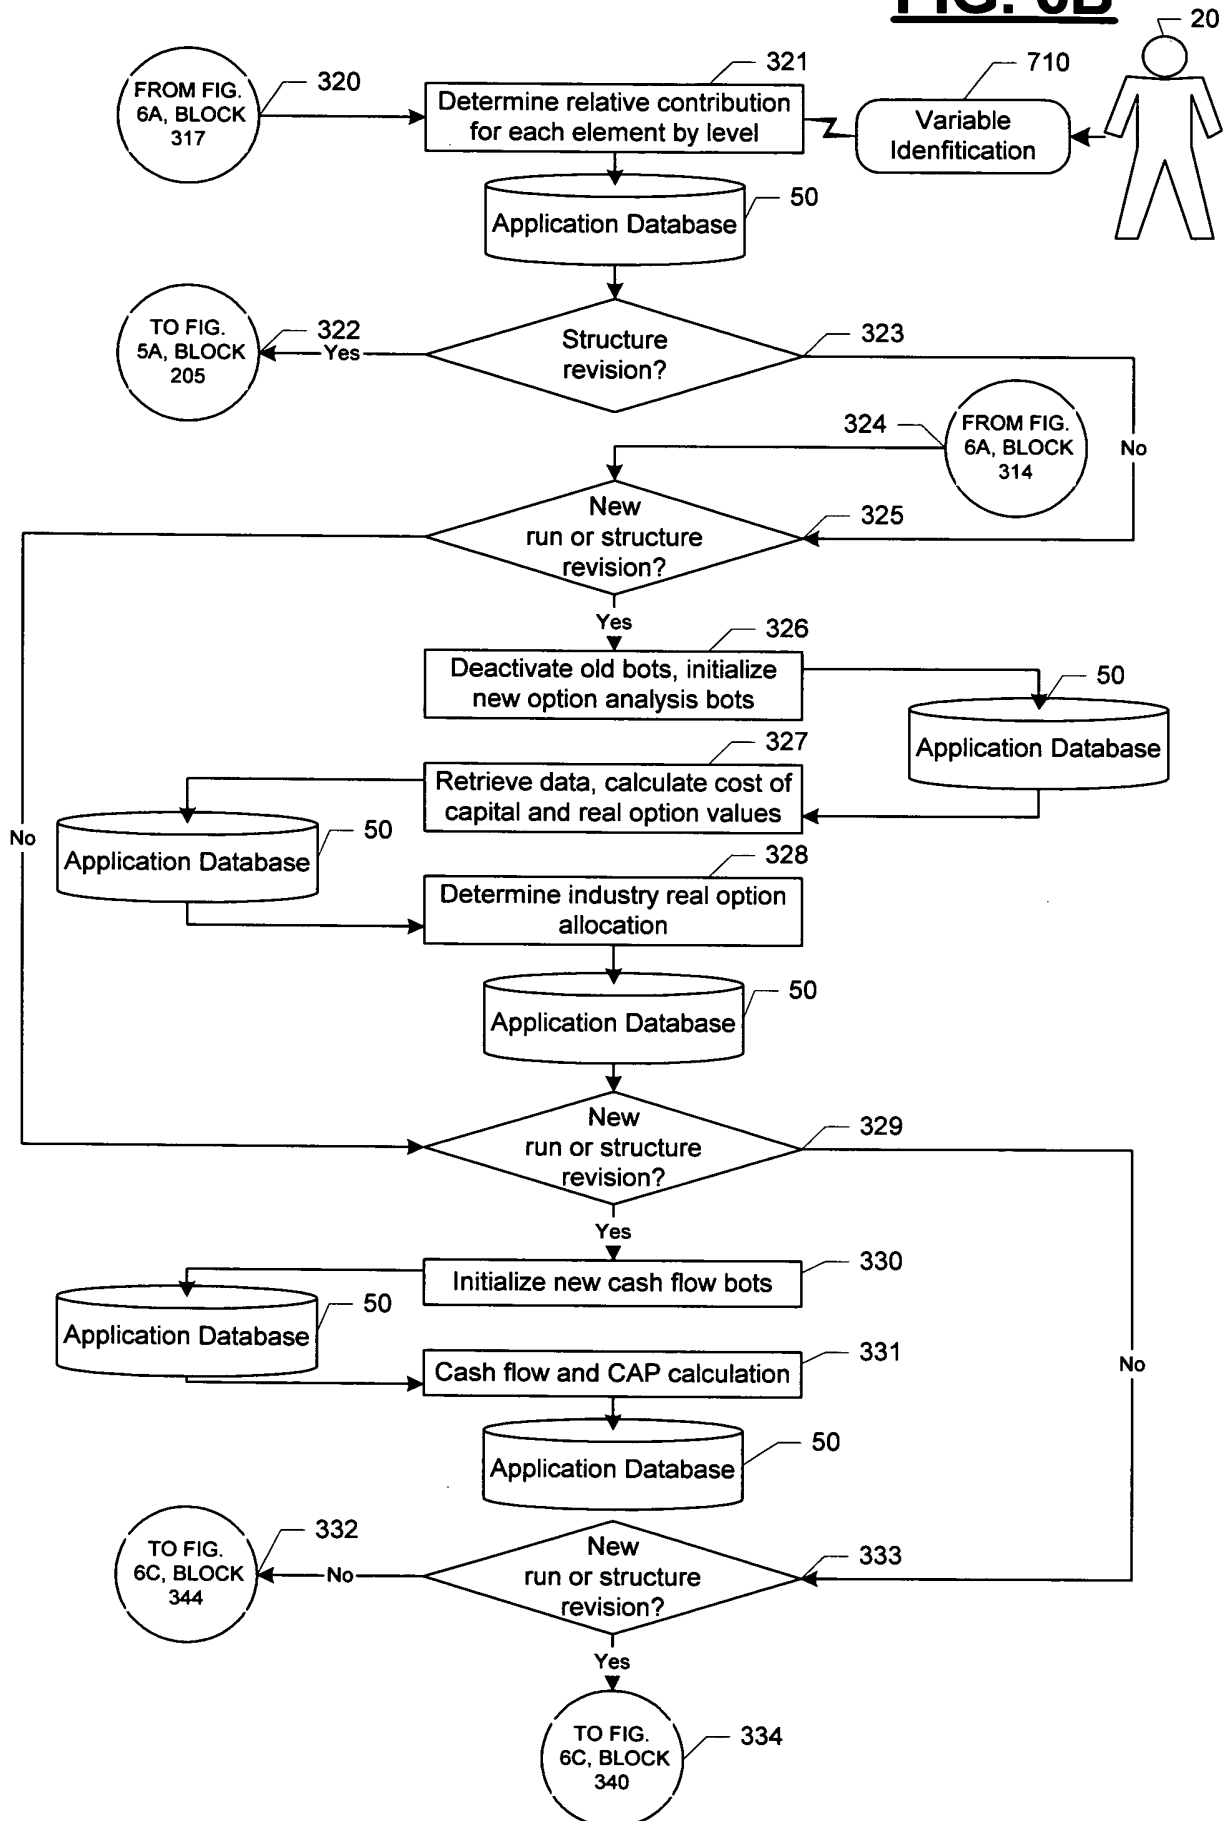 FIG. 6B
20
FROM FIG.
6A, BLOCK
317
320
321
Determine relative contribution
for each element by level
710
Variable
Idenfitication
50
Application Database
TO FIG.
5A, BLOCK
205
322
Yes
Structure
revision?
323
No
324
FROM FIG.
6A, BLOCK
314
New
run or structure
revision?
325
Yes
326
Deactivate old bots, initialize
new option analysis bots
50
Application Database
327
Retrieve data, calculate cost of
capital and real option values
No
50
Application Database
328
Determine industry real option
allocation
50
Application Database
New
run or structure
revision?
329
Yes
330
Initialize new cash flow bots
50
Application Database
331
Cash flow and CAP calculation
No
50
Application Database
TO FIG.
6C, BLOCK
344
332
No
New
run or structure
revision?
333
Yes
TO FIG.
6C, BLOCK
340
334